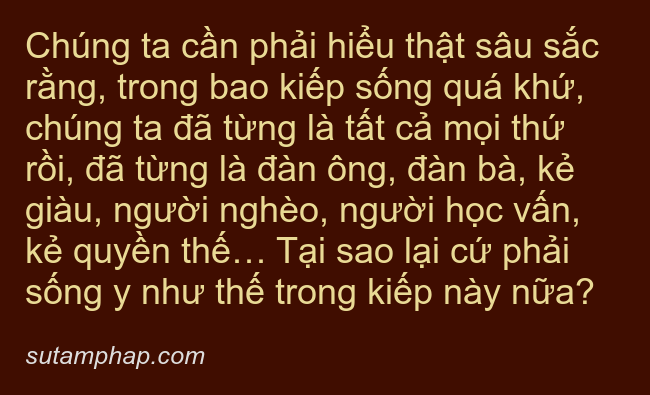 Chúng ta cần phải hiểu thật sâu sắc
rằng, trong bao kiếp sống quá khứ,
chúng ta đã từng là tất cả mọi thứ
rồi, đã từng là đàn ông, đàn bà, kẻ
giàu, người nghèo, người học vấn,
kẻ quyền thế… Tại sao lại cứ phải
sống y như thế trong kiếp này nữa?
sutamphap.com